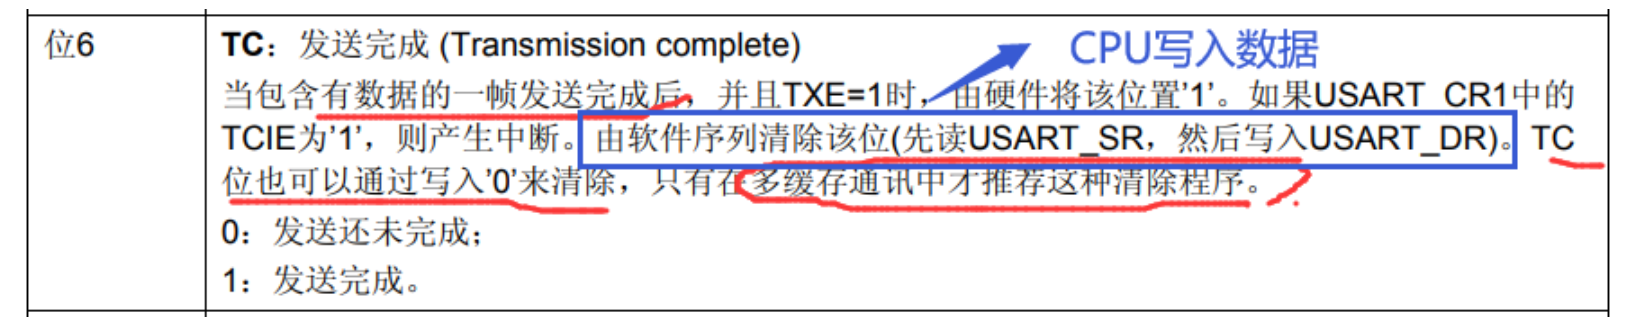 位6
TC：发送完成 (Transmission complete)
CPU写入数据
当包含有数据的一帧发送完成后，并且TXE=1时，由硬件将该位置'1'。如果USART_CR1中的
TCIE为'1'，则产生中断。由软件序列清除该位(先读USART_SR，然后写入USART_DR)。TC
位也可以通过写入'0'来清除，只有在多缓存通讯中才推荐这种清除程序。
0：发送还未完成；
1：发送完成。